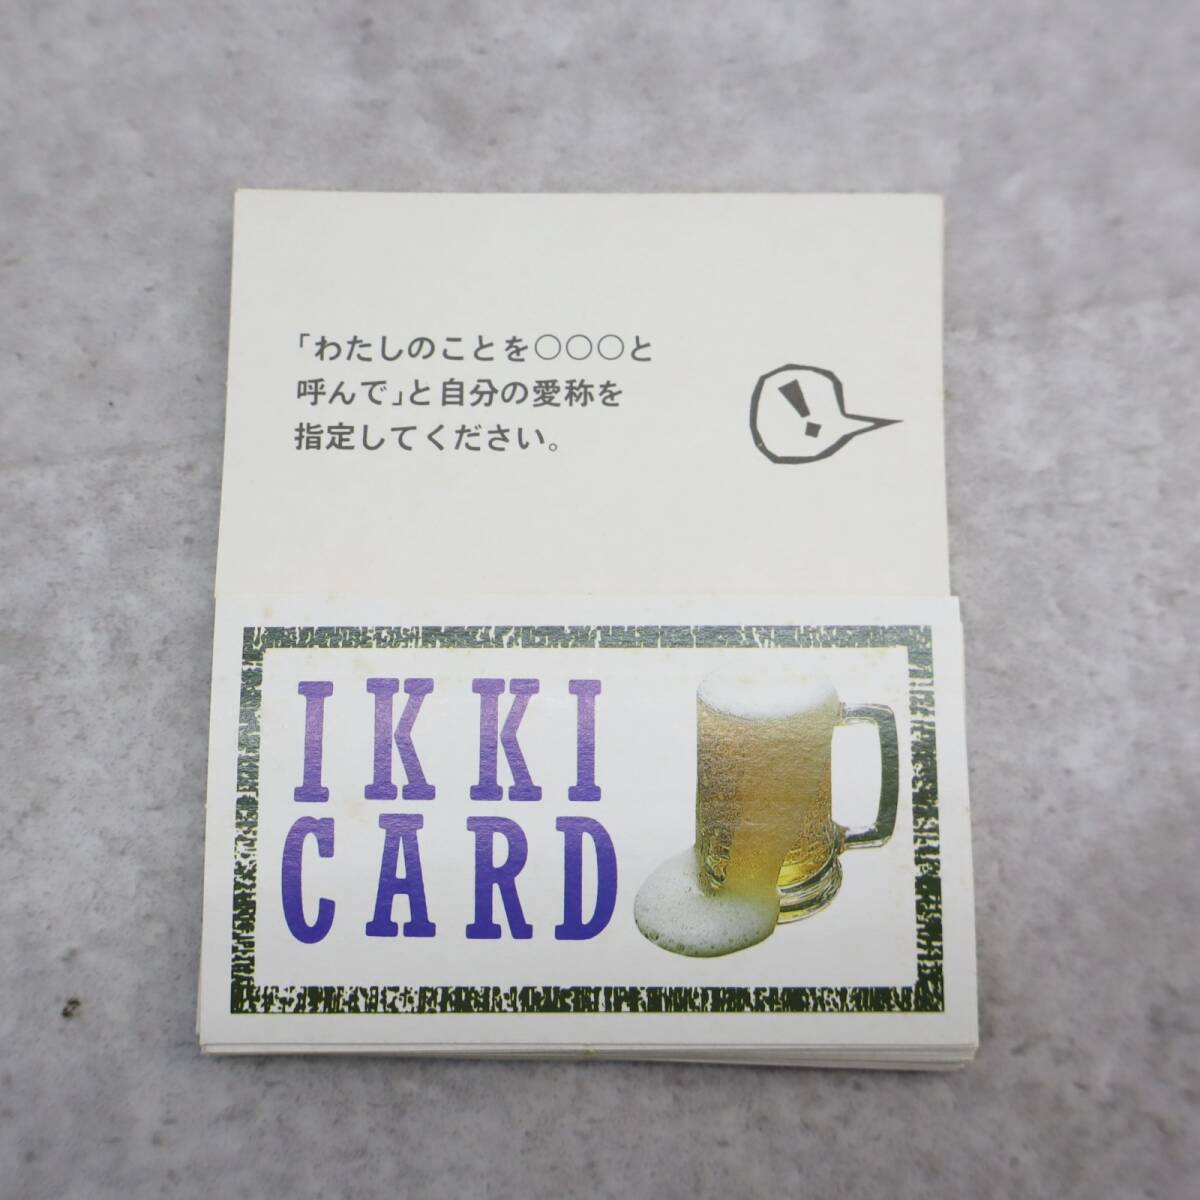 「わたしのことを○○○と
呼んで」と自分の愛称を
指定してください。
!
IKKI
CARD